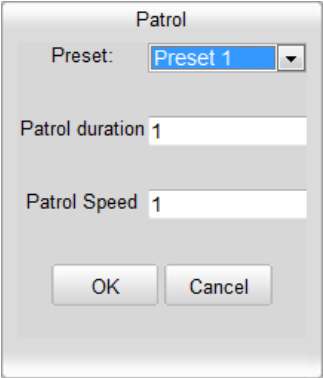 Patrol
Preset: Preset 1
Patrol duration 1
Patrol Speed 1
OK Cancel